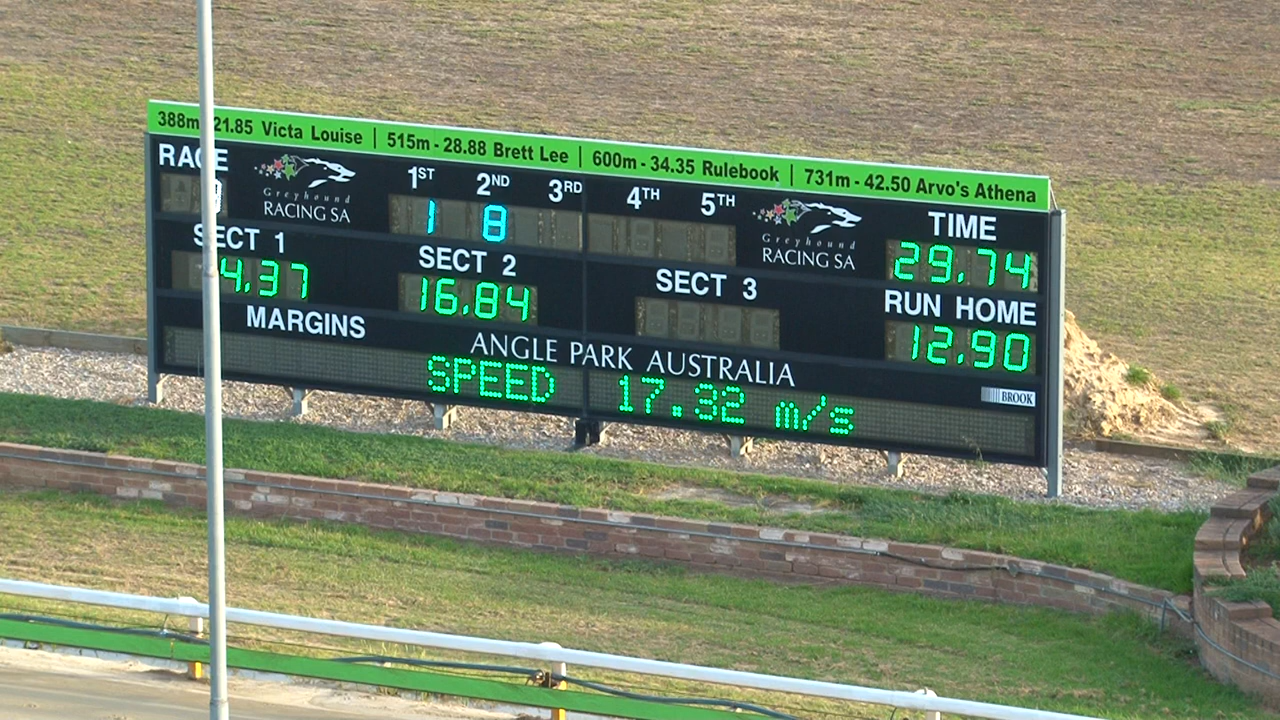 388m 21.85 Victa Louise | 515m - 28.88 Brett Lee | 600m - 34.35 Rulebook | 731m - 42.50 Arvo's Athena
RACE
Greyhound
RACING SA
1ST 2ND 3RD 4TH 5TH
1 8
Greyhound
RACING SA
TIME
29.74
SECT 1
4.37
SECT 2
16.84
SECT 3
RUN HOME
12.90
MARGINS
ANGLE PARK AUSTRALIA
SPEED 17.32 m/s
BROOK